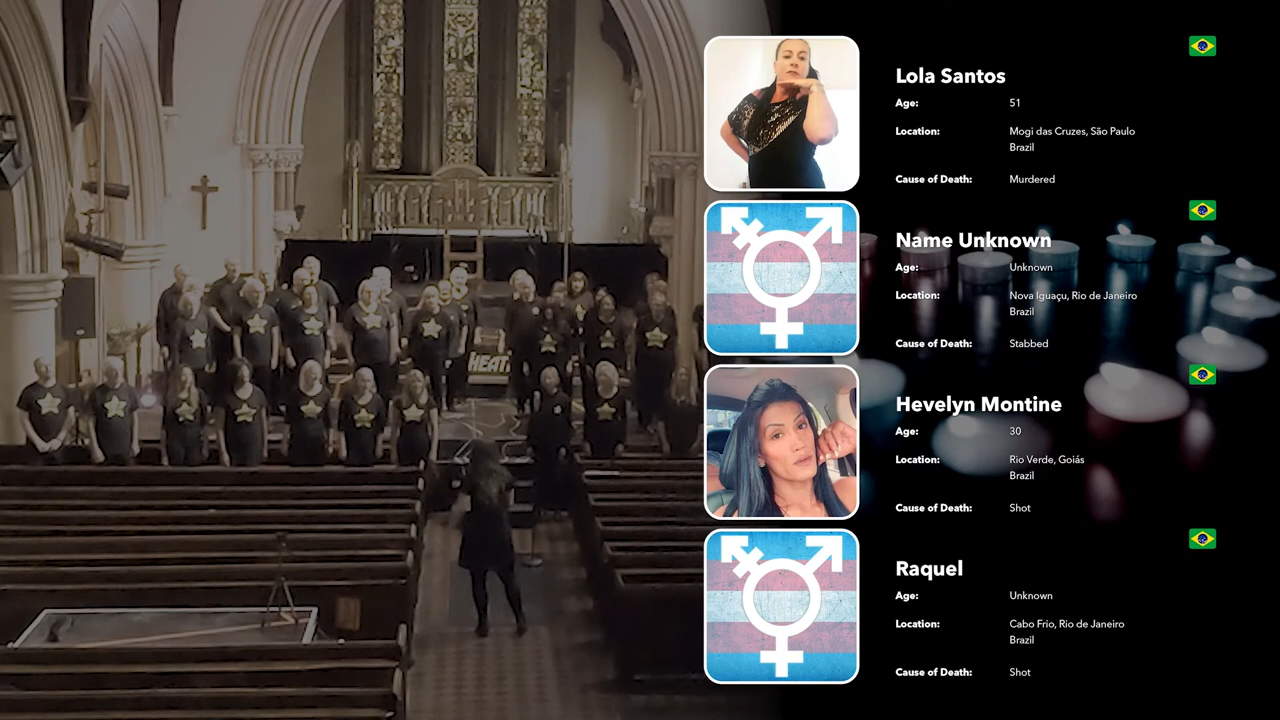 Lola Santos
Age: 51
Location: Mogi das Cruzes, São Paulo
Brazil
Cause of Death: Murdered
Name Unknown
Age: Unknown
Location: Nova Iguaçu, Rio de Janeiro
Brazil
Cause of Death: Stabbed
Hevelyn Montine
Age: 30
Location: Rio Verde, Goiás
Brazil
Cause of Death: Shot
Raquel
Age: Unknown
Location: Cabo Frio, Rio de Janeiro
Brazil
Cause of Death: Shot
HEAT